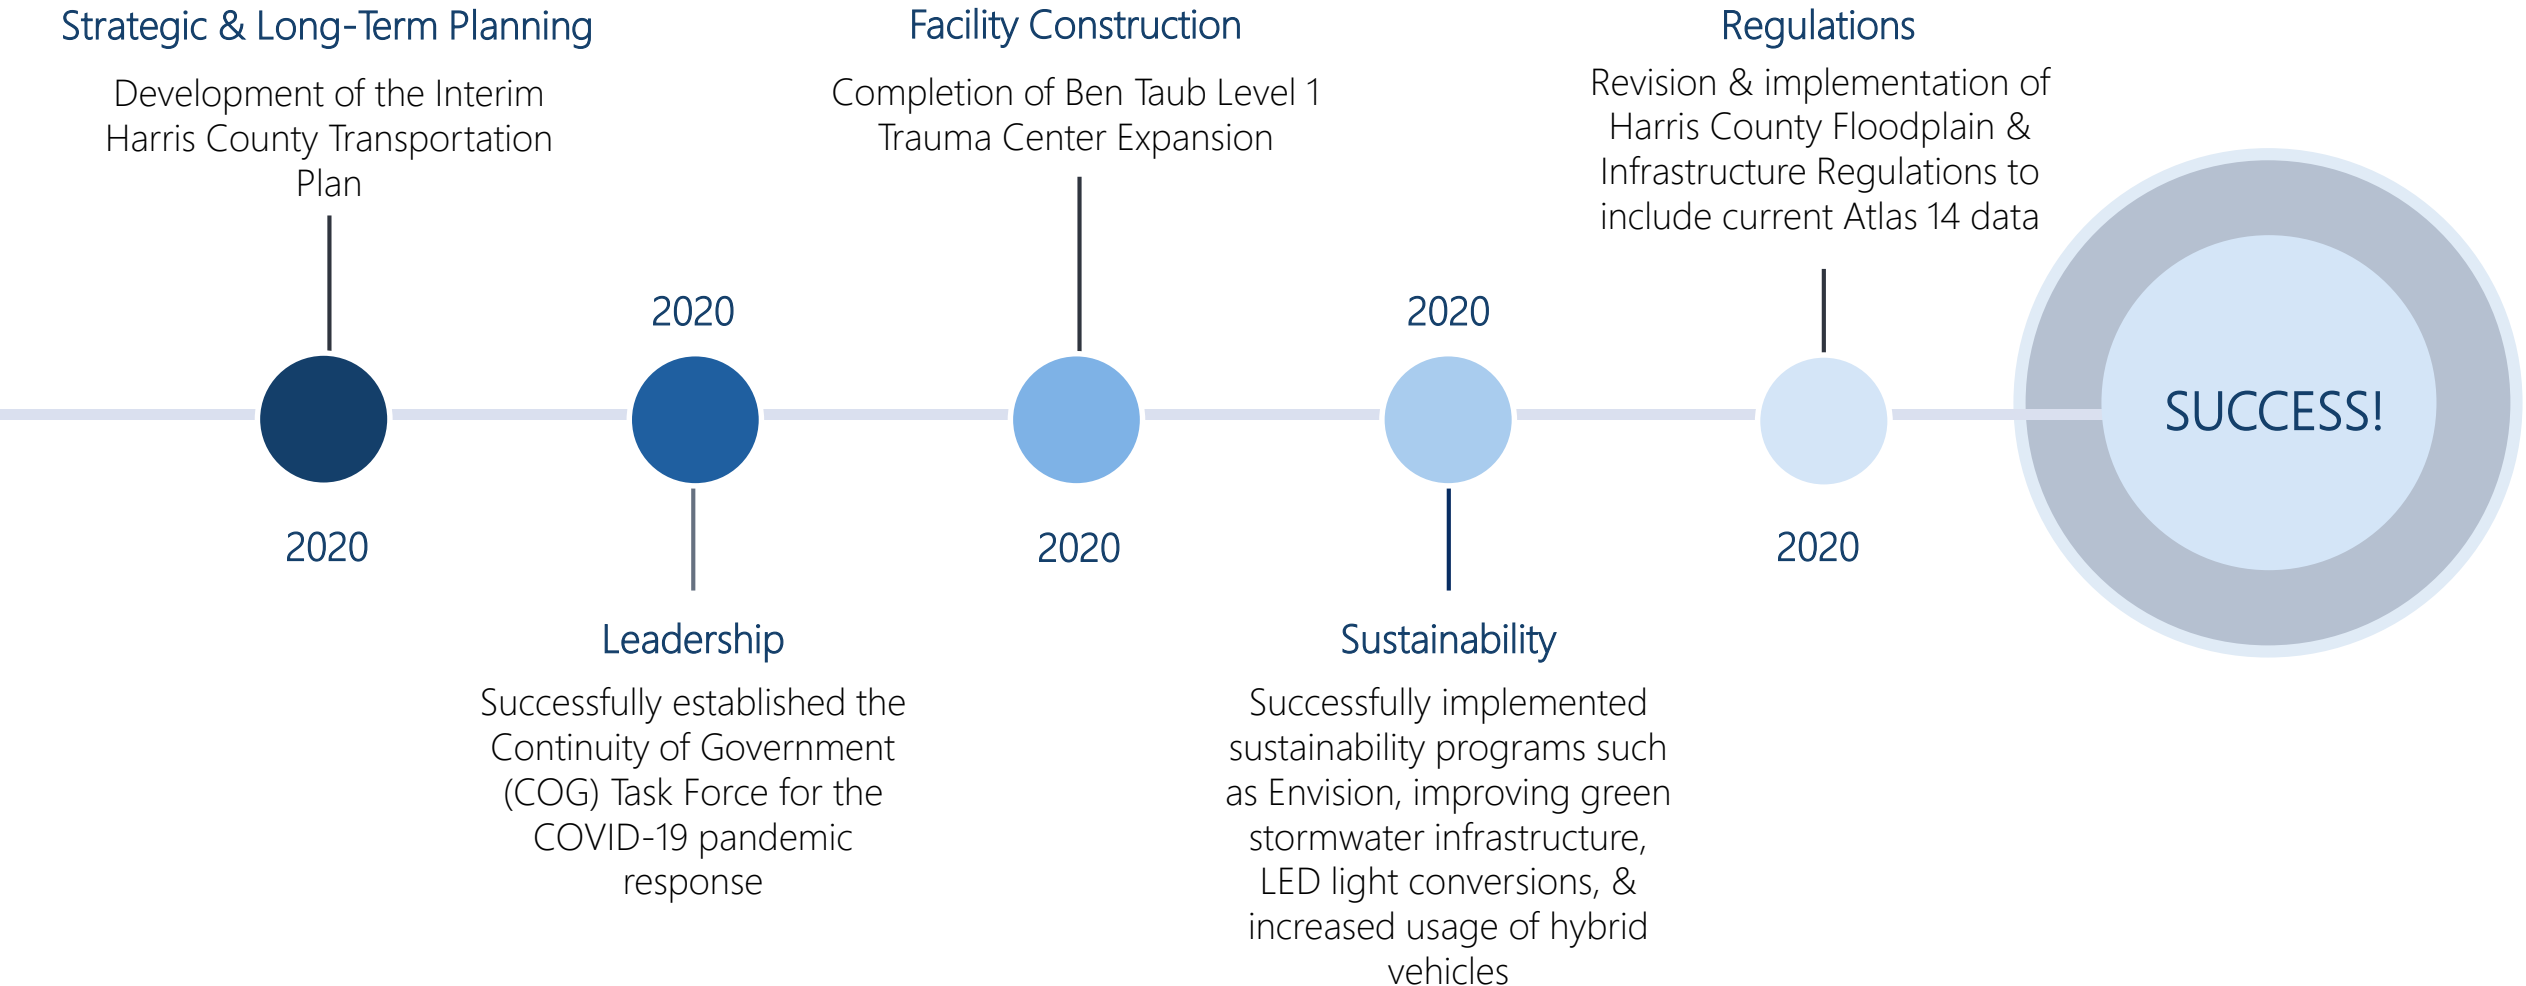 Strategic & Long-Term Planning
Development of the Interim
Harris County Transportation
Plan
2020
2020
Leadership
Successfully established the
Continuity of Government
(COG) Task Force for the
COVID-19 pandemic
response
Facility Construction
Completion of Ben Taub Level 1
Trauma Center Expansion
2020
2020
Sustainability
Successfully implemented
sustainability programs such
as Envision, improving green
stormwater infrastructure,
LED light conversions, &
increased usage of hybrid
vehicles
Regulations
Revision & implementation of
Harris County Floodplain &
Infrastructure Regulations to
include current Atlas 14 data
2020
SUCCESS!